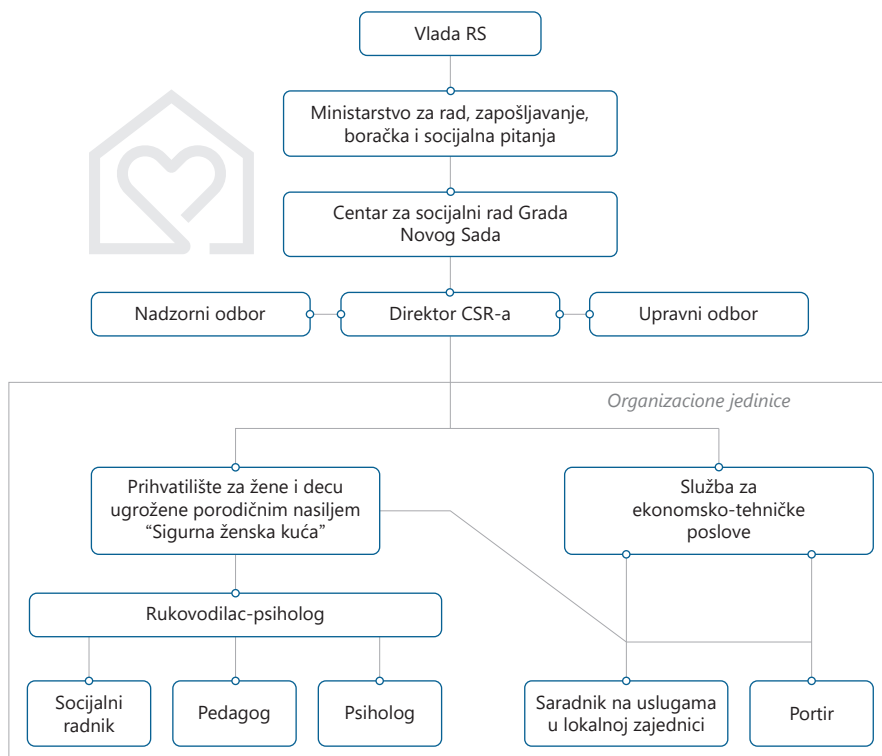 Vlada RS
Ministarstvo za rad, zapošljavanje,
boračka i socijalna pitanja
Centar za socijalni rad Grada
Novog Sada
Nadzorni odbor
Direktor CSR-a
Upravni odbor
Organizacione jedinice
Prihvatilište za žene i decu
ugrožene porodičnim nasiljem
“Sigurna ženska kuća”
Služba za
ekonomsko-tehničke
poslove
Rukovodilac-psiholog
Socijalni
radnik
Pedagog
Psiholog
Saradnik na uslugama
u lokalnoj zajednici
Portir